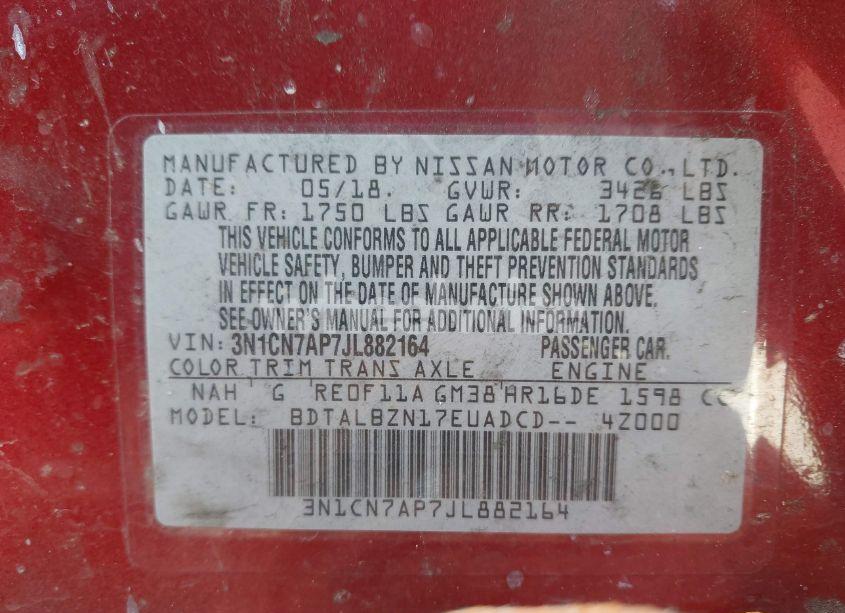 MANUFACTURED BY NISSAN MOTOR CO., LTD.
DATE: 05/18. GVWR: 3426 LBS
GAWR FR: 1750 LBS GAWR RR: 1708 LBS
THIS VEHICLE CONFORMS TO ALL APPLICABLE FEDERAL MOTOR
VEHICLE SAFETY, BUMPER AND THEFT PREVENTION STANDARDS
IN EFFECT ON THE DATE OF MANUFACTURE SHOWN ABOVE.
SEE OWNER'S MANUAL FOR ADDITIONAL INFORMATION.
VIN: 3N1CN7AP7JL882164 PASSENGER CAR.
COLOR TRIM TRANS AXLE ENGINE
NAH G RE0F11A GM38 HR16DE 1598 CC
MODEL: BDTALBZN17EUADCD-- 4Z000
3N1CN7AP7JL882164